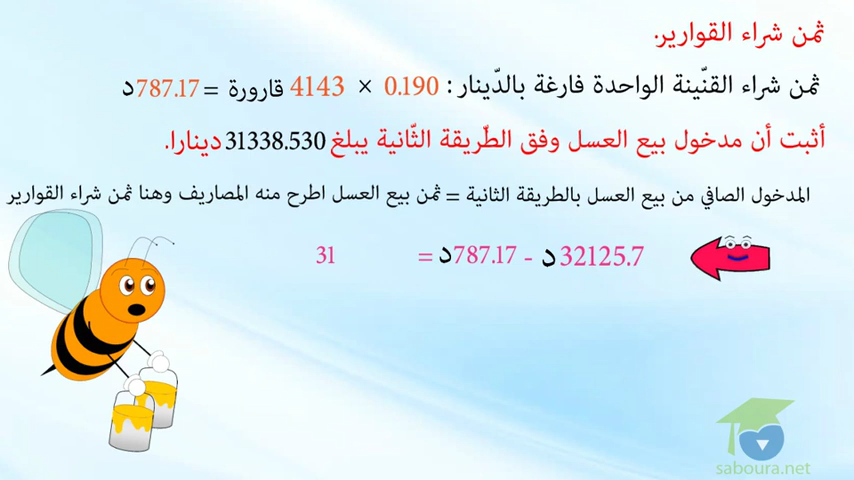 ثمن شراء القوارير.
ثمن شراء القنّينة الواحدة فارغة بالدّينار : 0.190 × 4143 قارورة = 787.17د
أثبت أن مدخول بيع العسل وفق الطّريقة الثّانية يبلغ 31338.530 دينارا.
المدخول الصافي من بيع العسل بالطريقة الثانية = ثمن بيع العسل اطرح منه المصاريف وهنا ثمن شراء القوارير
32125.7 د - 787.17د = 31
saboura.net